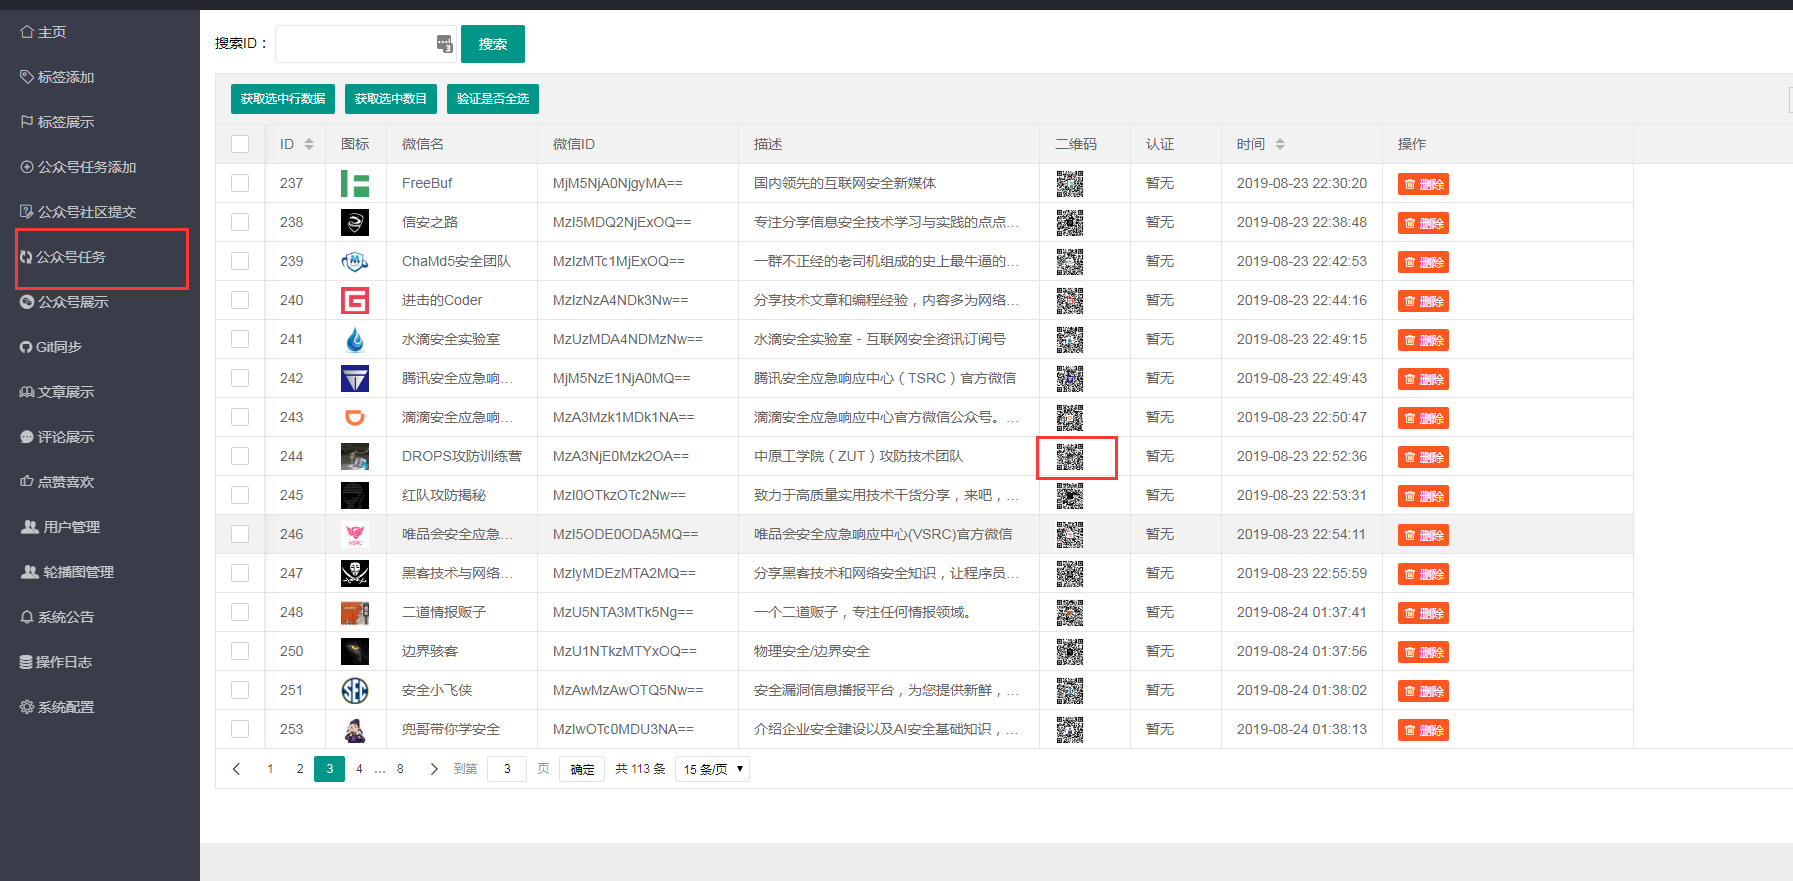 主页
标签添加
标签展示
公众号任务添加
公众号社区提交
公众号任务
公众号展示
Git同步
文章展示
评论展示
点赞喜欢
用户管理
轮播图管理
系统公告
操作日志
系统配置
搜索ID： 搜索
获取选中行数据 获取选中数目 验证是否全选
ID 图标 微信名 微信ID 描述 二维码 认证 时间 操作
237 FreeBuf MjM5NjA0NjgyMA== 国内领先的互联网安全新媒体 暂无 2019-08-23 22:30:20 删除
238 信安之路 MzI5MDQ2NjExOQ== 专注分享信息安全技术学习与实践的点点... 暂无 2019-08-23 22:38:48 删除
239 ChaMd5安全团队 MzIzMTc1MjExOQ== 一群不正经的老司机组成的史上最牛逼的... 暂无 2019-08-23 22:42:53 删除
240 进击的Coder MzIzNzA4NDk3Nw== 分享技术文章和编程经验，内容多为网络... 暂无 2019-08-23 22:44:16 删除
241 水滴安全实验室 MzUzMDA4NDMzNw== 水滴安全实验室 - 互联网安全资讯订阅号 暂无 2019-08-23 22:49:15 删除
242 腾讯安全应急响... MjM5NzE1NjA0MQ== 腾讯安全应急响应中心（TSRC）官方微信 暂无 2019-08-23 22:49:43 删除
243 滴滴安全应急响... MzA3Mzk1MDk1NA== 滴滴安全应急响应中心官方微信公众号。... 暂无 2019-08-23 22:50:47 删除
244 DROPS攻防训练营 MzA3NjE0Mzk2OA== 中原工学院（ZUT）攻防技术团队 暂无 2019-08-23 22:52:36 删除
245 红队攻防揭秘 MzI0OTkzOTc2Nw== 致力于高质量实用技术干货分享，来吧，... 暂无 2019-08-23 22:53:31 删除
246 VSRC 唯品会安全应急... MzI5ODE0ODA5MQ== 唯品会安全应急响应中心(VSRC)官方微信 暂无 2019-08-23 22:54:11 删除
247 黑客技术与网络... MzIyMDEzMTA2MQ== 分享黑客技术和网络安全知识，让程序员... 暂无 2019-08-23 22:55:59 删除
248 二道情报贩子 MzU5NTA3MTk5Ng== 一个二道贩子，专注任何情报领域。 暂无 2019-08-24 01:37:41 删除
250 边界骇客 MzU1NTkzMTYxOQ== 物理安全/边界安全 暂无 2019-08-24 01:37:56 删除
251 SEC 安全小飞侠 MzAwMzAwOTQ5Nw== 安全漏洞信息播报平台，为您提供新鲜，... 暂无 2019-08-24 01:38:02 删除
253 兜哥带你学安全 MzIwOTc0MDU3NA== 介绍企业安全建设以及AI安全基础知识，... 暂无 2019-08-24 01:38:13 删除
1 2 3 4 ... 8 到第 3 页 确定 共 113 条 15 条/页